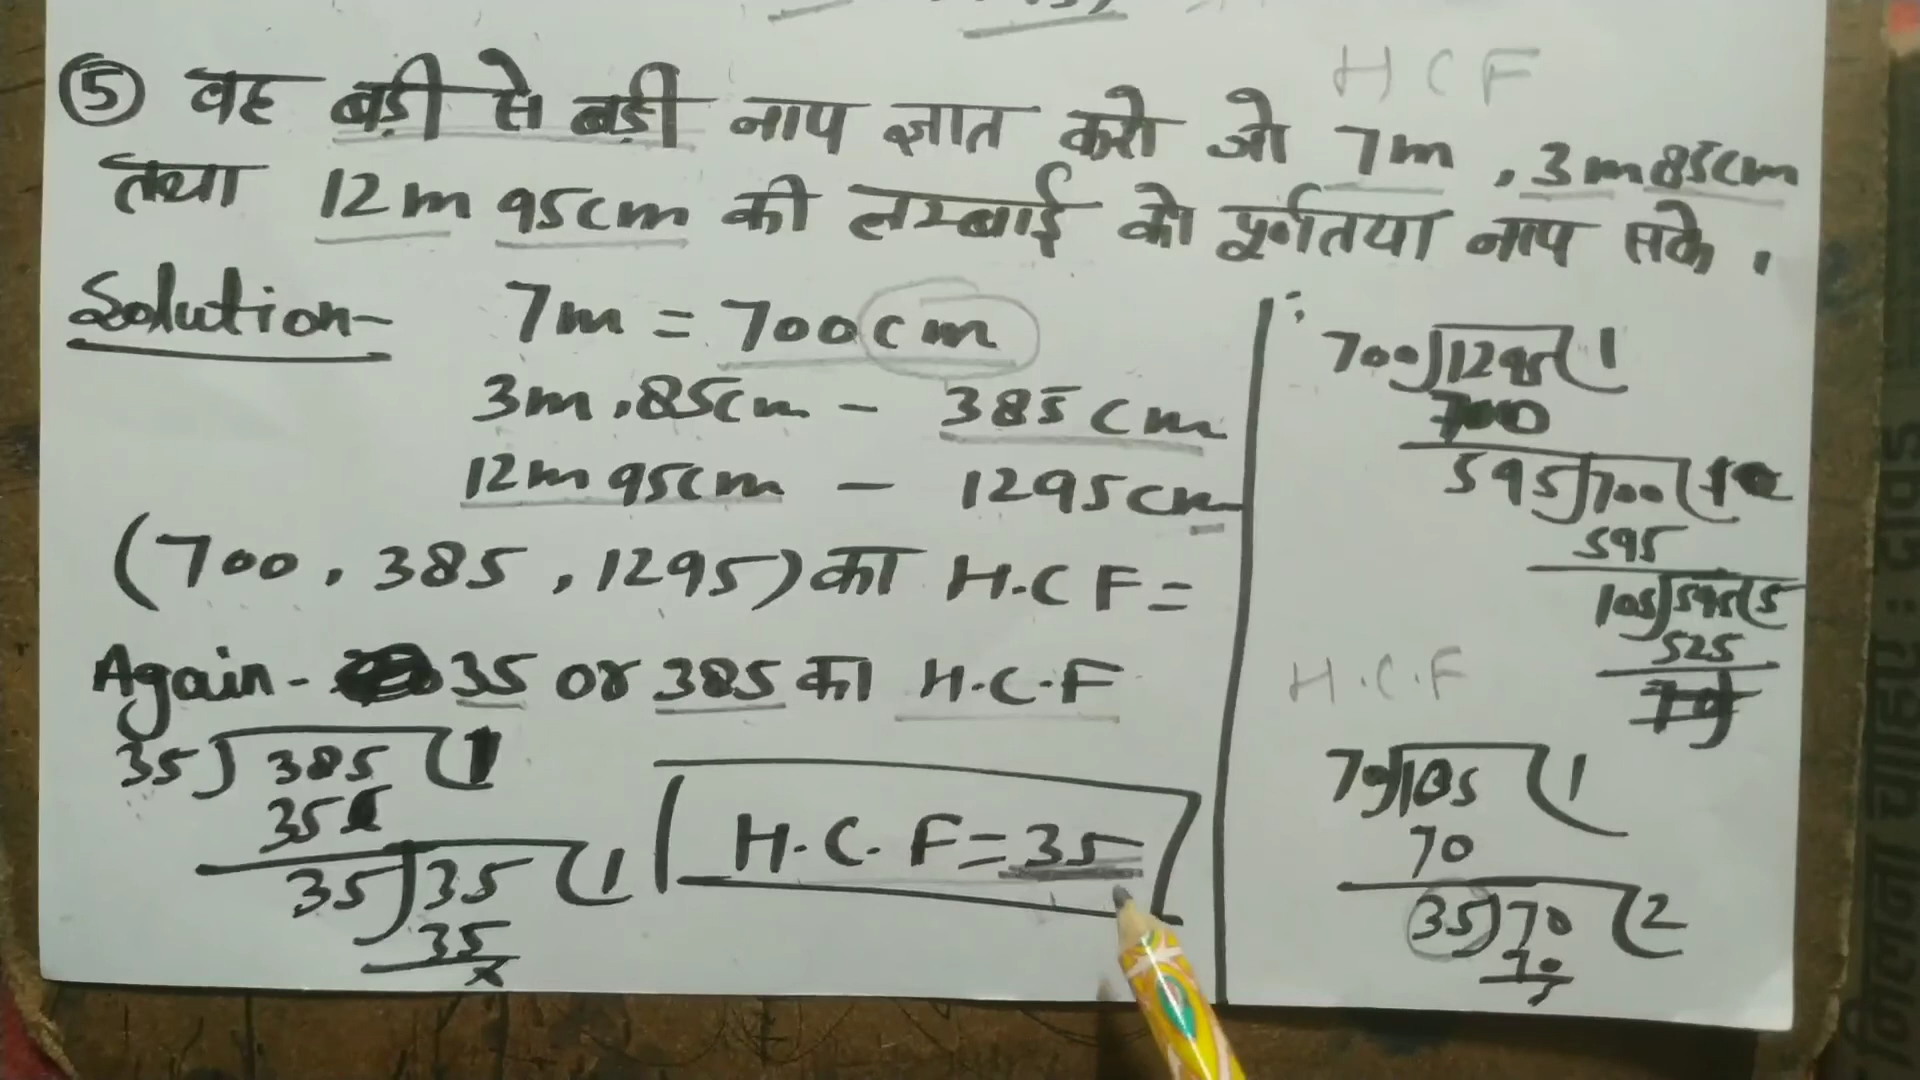 HCF
⑤ वह बड़ी से बड़ी नाप ज्ञात करो जो 7m , 3m 85cm
तथा 12m 95cm की लम्बाई को पूर्णतया नाप सके .
Solution- 7m = 700cm
3m .85cm - 385cm
12m 95cm - 1295cm
(700 , 385 , 1295) का H.C.F =
Again- 35 or 385 का H.C.F
35) 385 (1
35
35) 35 (1
35
x
H.C.F = 35
700) 1295 (1
700
595) 700 (1
595
105) 595 (5
525
70
H.C.F
70) 105 (1
70
35) 70 (2
70